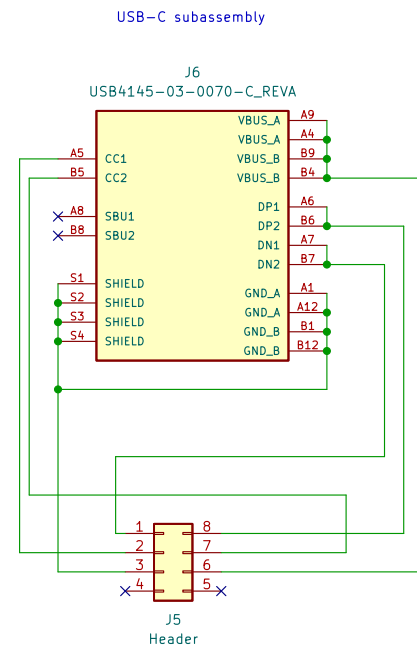 USB-C subassembly
J6
USB4145-03-0070-C_REVA
VBUS_A A9
VBUS_A A4
A5 CC1 VBUS_B B9
B5 CC2 VBUS_B B4
DP1 A6
A8 SBU1 DP2 B6
B8 SBU2 DN1 A7
DN2 B7
S1 SHIELD GND_A A1
S2 SHIELD GND_A A12
S3 SHIELD GND_B B1
S4 SHIELD GND_B B12
1 8
2 7
3 6
4 5
J5
Header